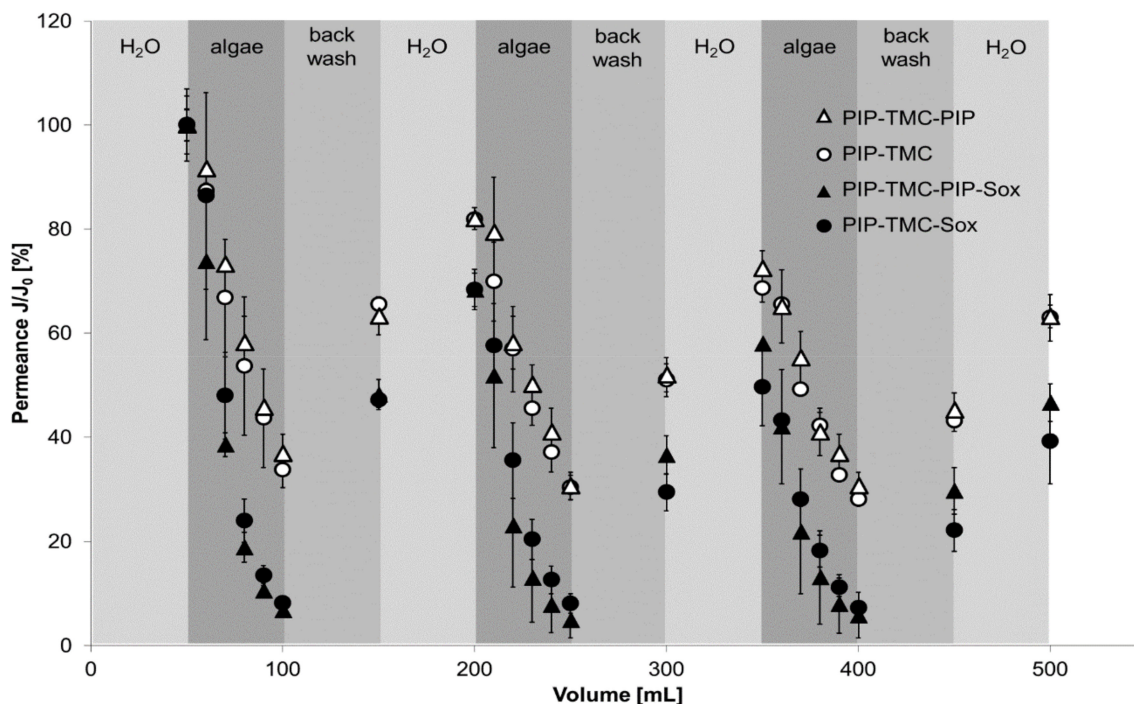 120
100
80
60
40
20
0
Permeance J/J₀ [%]
H₂O
algae
back
wash
H₂O
algae
back
wash
H₂O
algae
back
wash
H₂O
PIP-TMC-PIP
PIP-TMC
PIP-TMC-PIP-Sox
PIP-TMC-Sox
0
100
200
300
400
500
Volume [mL]